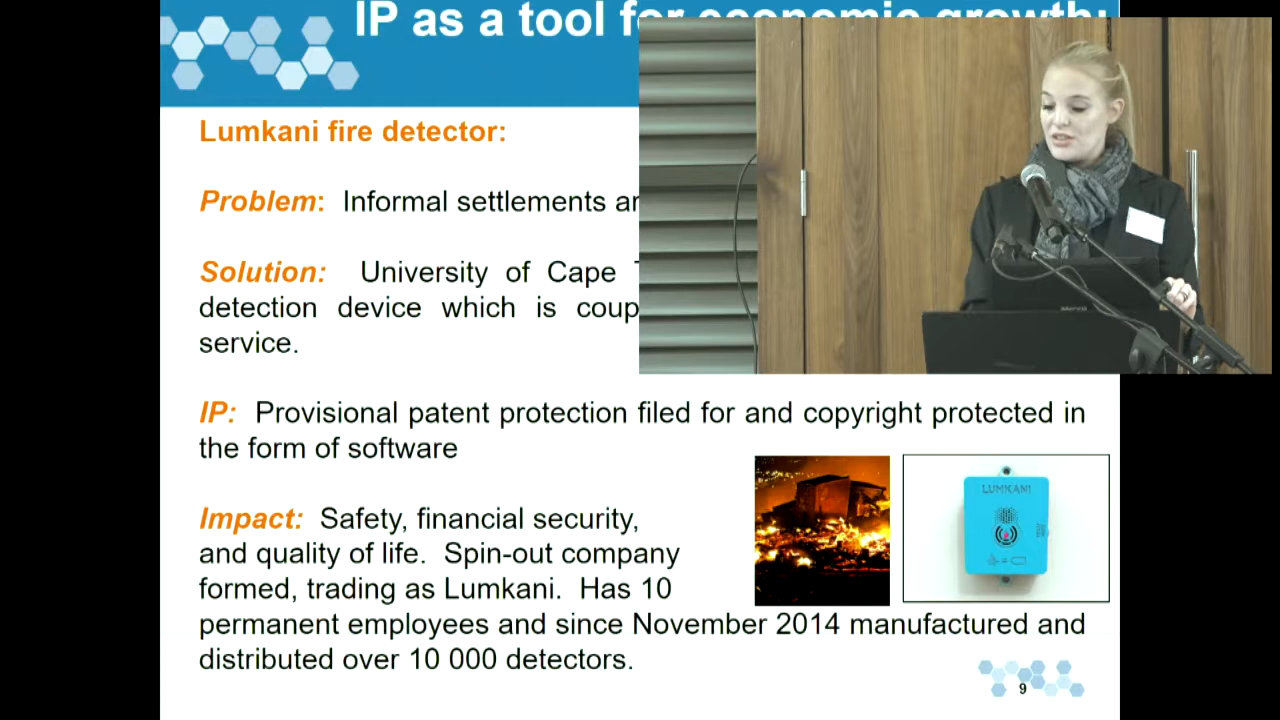 IP as a tool for economic growth:
Lumkani fire detector:
Problem: Informal settlements
Solution: University of Cape
detection device which is
service.
IP: Provisional patent protection filed for and copyright protected in
the form of software
Impact: Safety, financial security,
and quality of life. Spin-out company
formed, trading as Lumkani. Has 10
permanent employees and since November 2014 manufactured and
distributed over 10 000 detectors.
LUMKANI
9